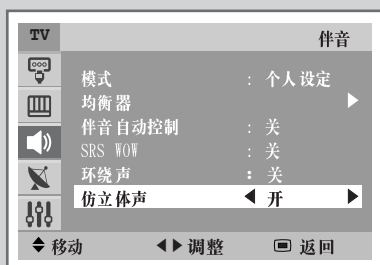 TV 伴音
模式 : 个人设定
均衡器
伴音自动控制 : 关
SRS WOW : 关
环绕声 : 关
仿立体声 开
移动 调整 返回